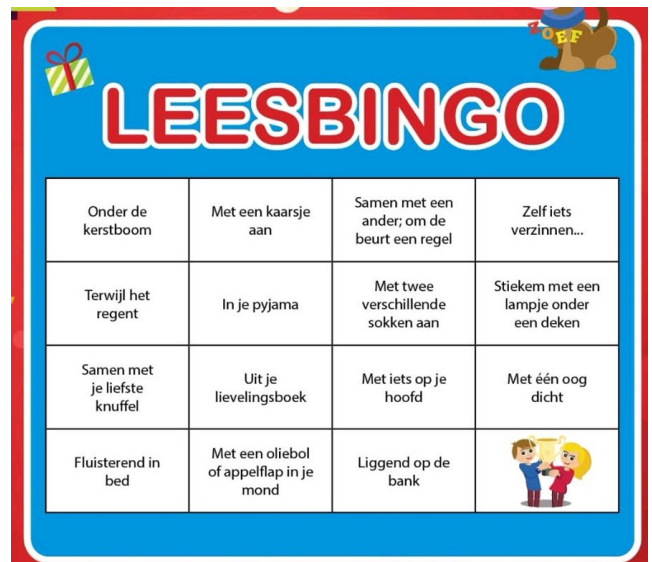 ZOEF
LEESBINGO
Onder de
kerstboom
Met een kaarsje
aan
Samen met een
ander; om de
beurt een regel
Zelf iets
verzinnen...
Terwijl het
regent
In je pyjama
Met twee
verschillende
sokken aan
Stiekem met een
lampje onder
een deken
Samen met
je liefste
knuffel
Uit je
lievelingsboek
Met iets op je
hoofd
Met één oog
dicht
Fluisterend in
bed
Met een oliebol
of appelflap in je
mond
Liggend op de
bank